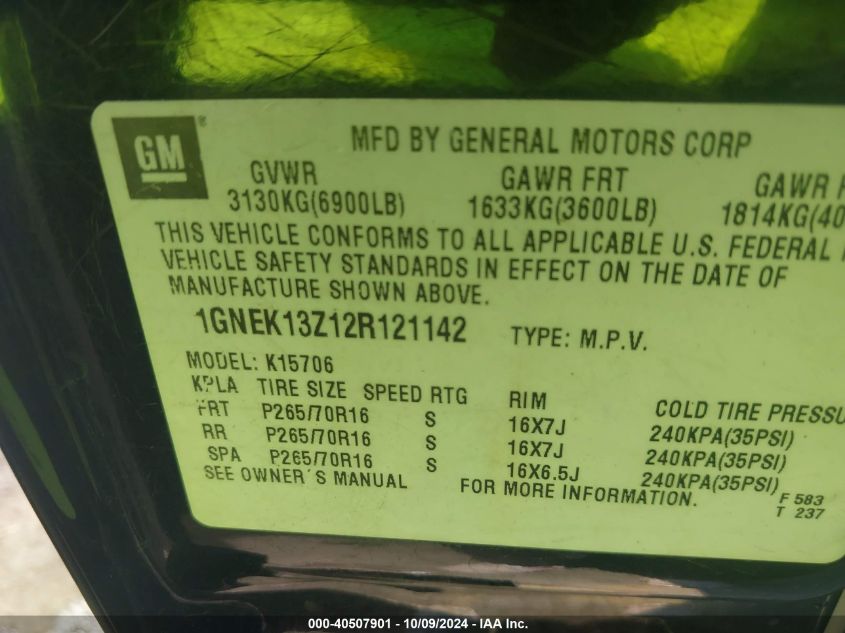 GM ®
MFD BY GENERAL MOTORS CORP
GVWR GAWR FRT GAWR
3130KG(6900LB) 1633KG(3600LB) 1814KG(40
THIS VEHICLE CONFORMS TO ALL APPLICABLE U.S. FEDERAL
VEHICLE SAFETY STANDARDS IN EFFECT ON THE DATE OF
MANUFACTURE SHOWN ABOVE.
1GNEK13Z12R121142 TYPE: M.P.V.
MODEL: K15706
KPLA TIRE SIZE SPEED RTG RIM COLD TIRE PRESSU
FRT P265/70R16 S 16X7J 240KPA(35PSI)
RR P265/70R16 S 16X7J 240KPA(35PSI)
SPA P265/70R16 S 16X6.5J 240KPA(35PSI)
SEE OWNER'S MANUAL FOR MORE INFORMATION.
F 583
T 237
000-40507901 - 10/09/2024 - IAA Inc.